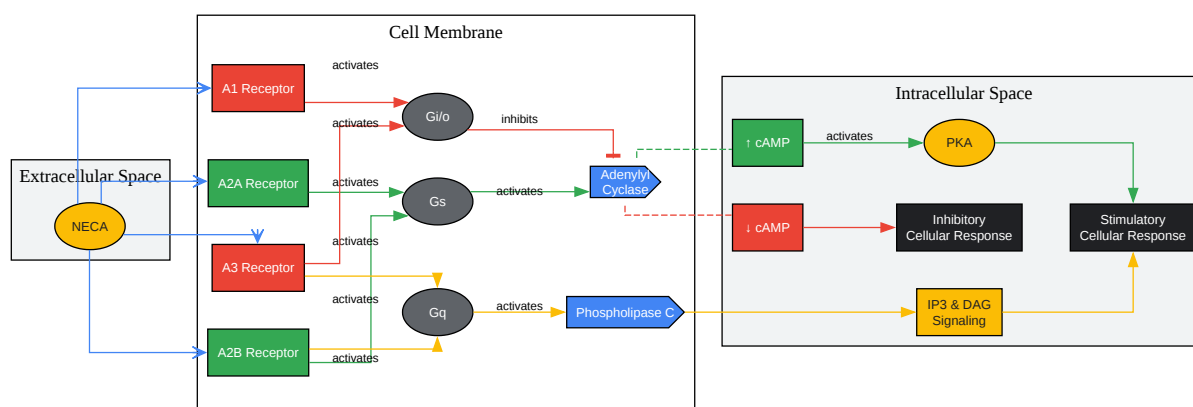 Cell Membrane
activates
A1 Receptor
Gi/o
inhibits
activates
Intracellular Space
↑ cAMP
activates
PKA
Extracellular Space
A2A Receptor
activates
Gs
activates
Adenylyl
Cyclase
NECA
↓ cAMP
Inhibitory
Cellular Response
Stimulatory
Cellular Response
activates
A3 Receptor
activates
Gq
activates
Phospholipase C
IP3 & DAG
Signaling
A2B Receptor
activates